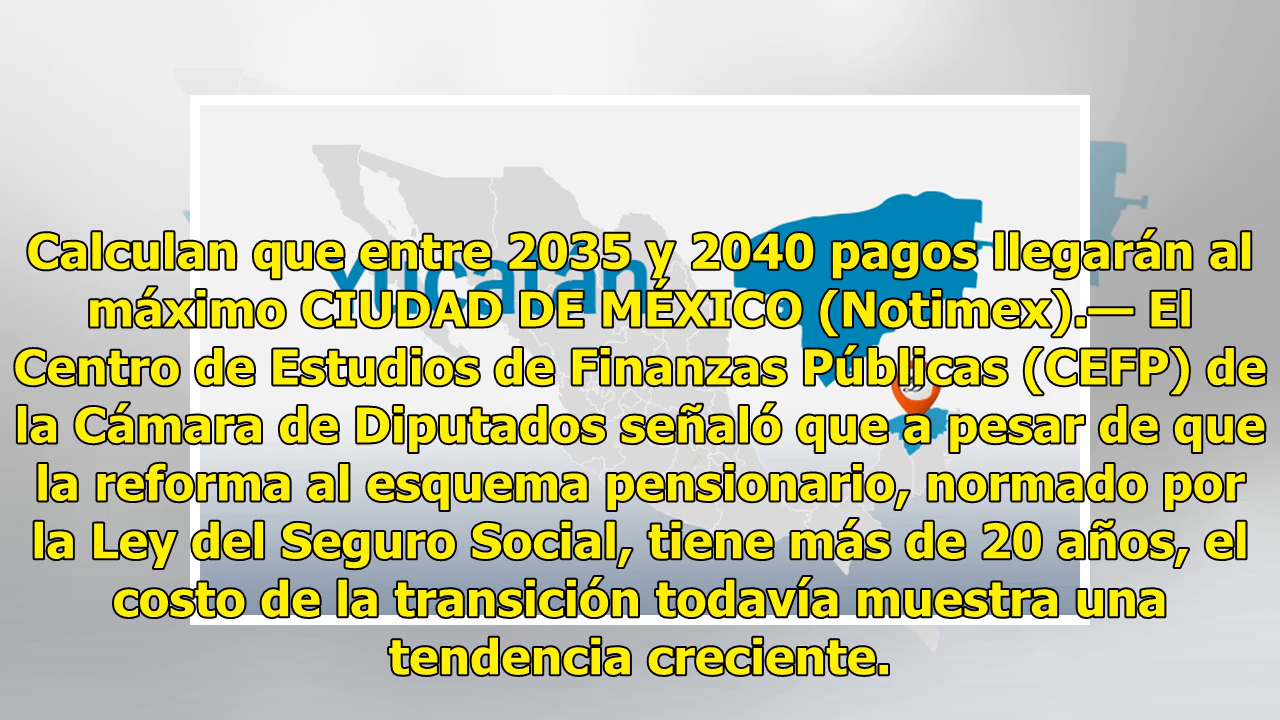 Calculan que entre 2035 y 2040 pagos llegarán al
máximo CIUDAD DE MÉXICO (Notimex).— El
Centro de Estudios de Finanzas Públicas (CEFP) de
la Cámara de Diputados señaló que a pesar de que
la reforma al esquema pensionario, normado por
la Ley del Seguro Social, tiene más de 20 años, el
costo de la transición todavía muestra una
tendencia creciente.
Yucatán